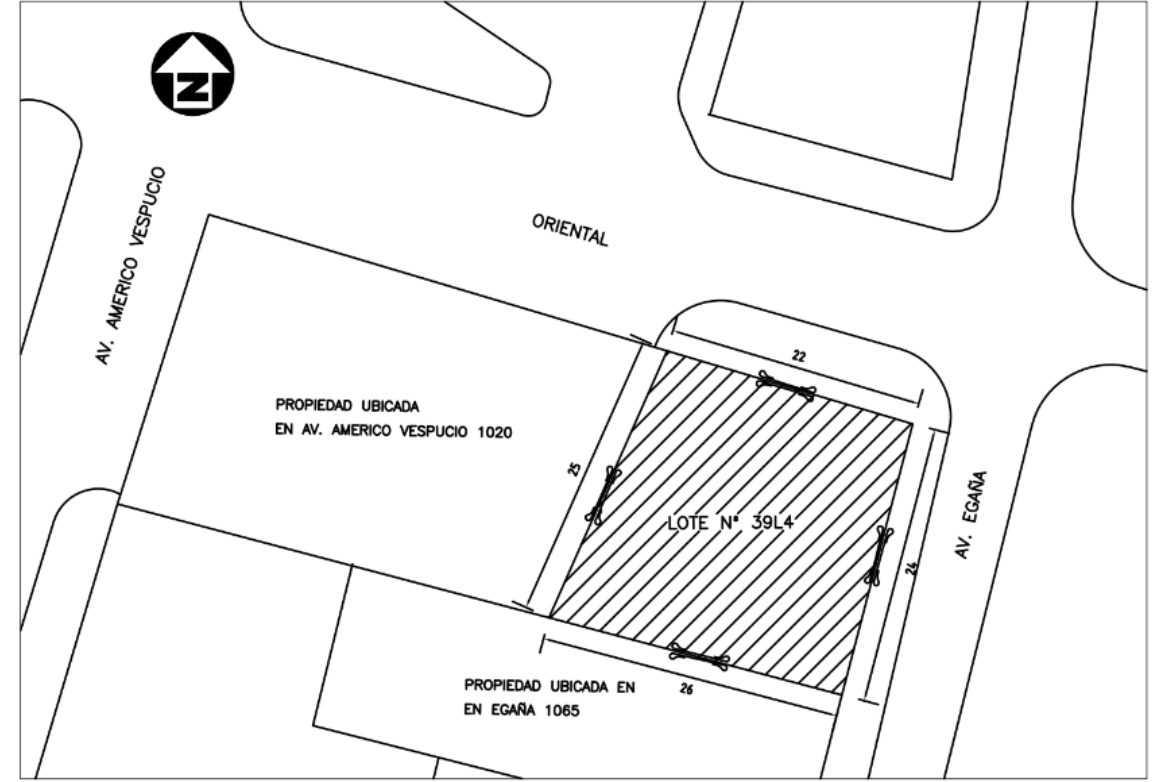 N
AV. AMERICO VESPUCIO
ORIENTAL
22
PROPIEDAD UBICADA
EN AV. AMERICO VESPUCIO 1020
25
LOTE N° 39L4
AV. EGAÑA
24
PROPIEDAD UBICADA EN
EN EGAÑA 1065
26